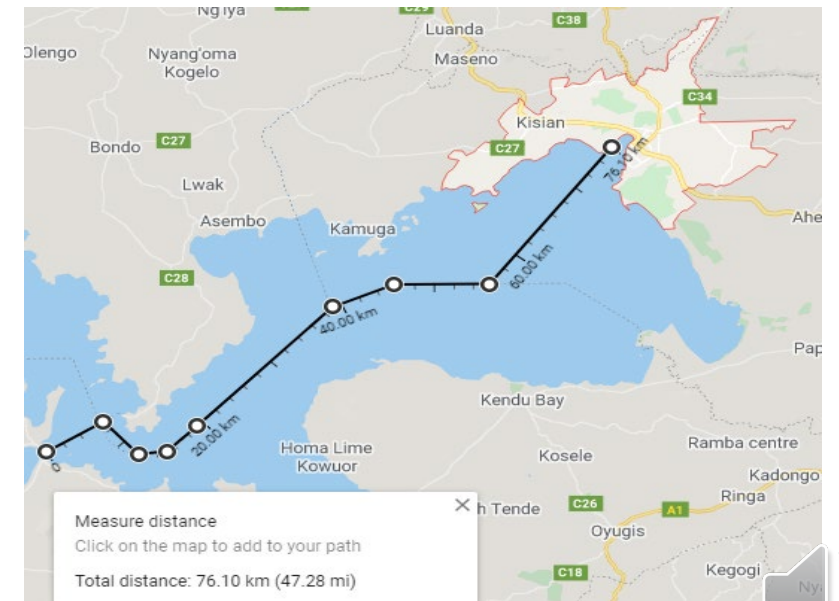 Ng'iya
C29
C38
Luanda
Olengo
Nyang'oma
Kogelo
Maseno
C34
Kisian
C27
Bondo
C27
76.10 km
Lwak
Asembo
Kamuga
Ahe
C28
60.00 km
40.00 km
Pap
Kendu Bay
20.00 km
0
Homa Lime
Kowuor
Kosele
Ramba centre
Kadongo
Ringa
h Tende
C26
A1
Oyugis
C18
Kegogi
Measure distance
Click on the map to add to your path
Total distance: 76.10 km (47.28 mi)